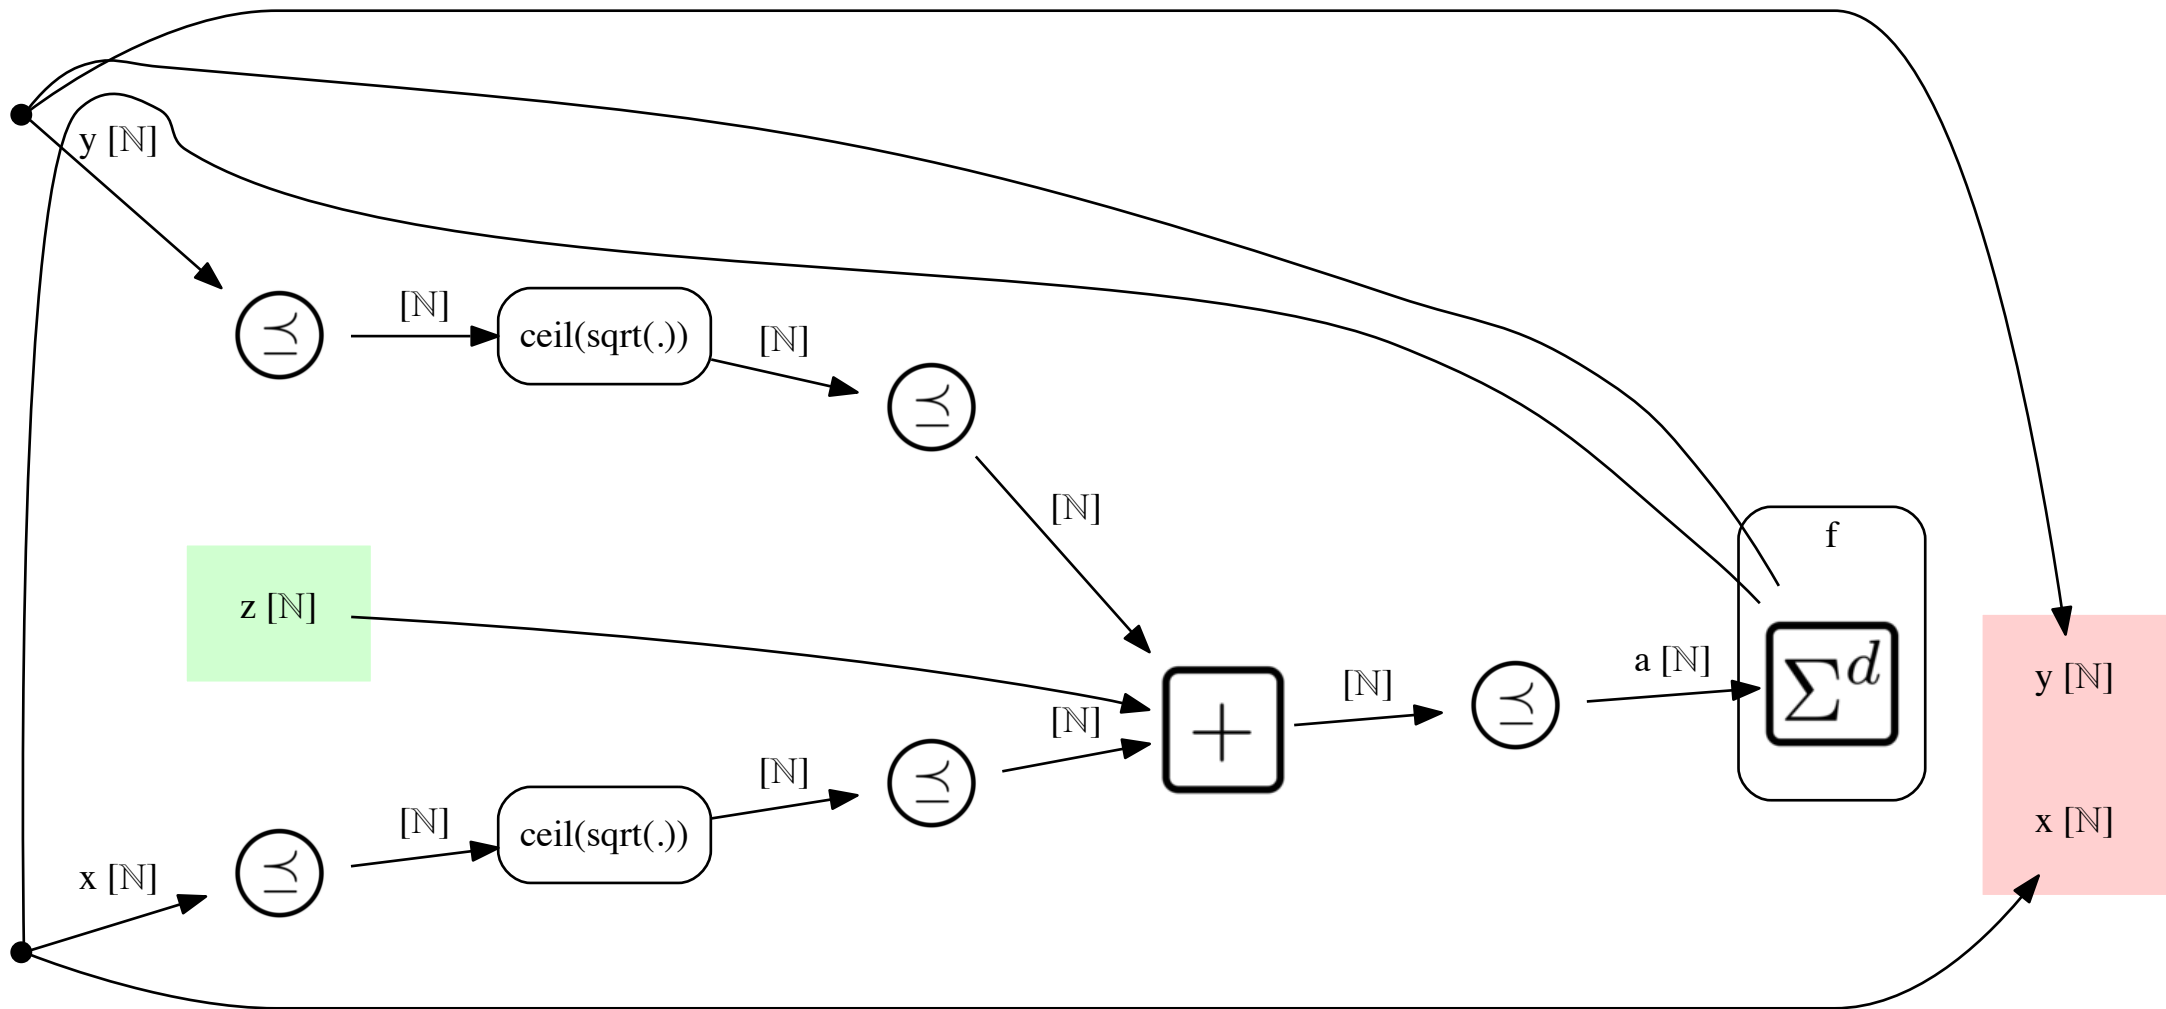 y [ℕ]
⪯
[ℕ]
ceil(sqrt(.))
[ℕ]
⪯
[ℕ]
f
z [ℕ]
+
[ℕ]
[ℕ]
⪯
a [ℕ]
Σ^d
y [ℕ]
x [ℕ]
x [ℕ]
⪯
[ℕ]
ceil(sqrt(.))
[ℕ]
⪯